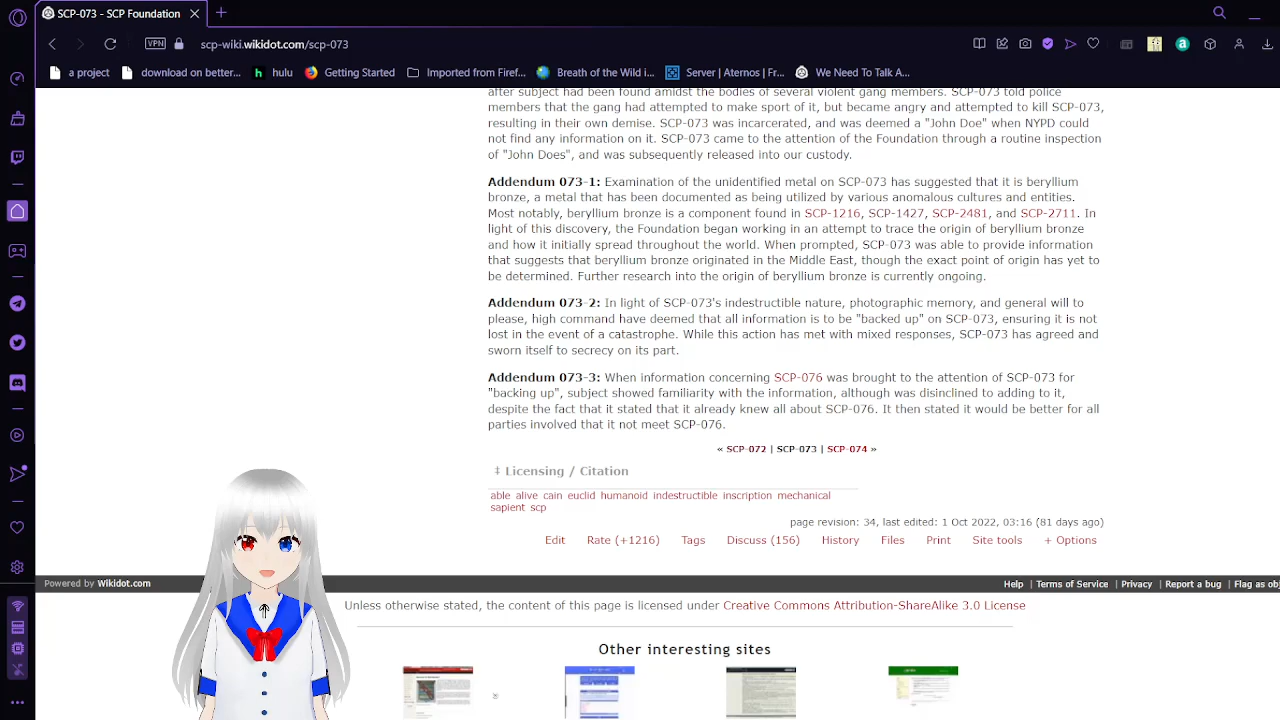 SCP-073 - SCP Foundation
VPN scp-wiki.wikidot.com/scp-073
a project download on better... hulu Getting Started Imported from Firef... Breath of the Wild i... Server | Aternos | Fr... We Need To Talk A...
after subject had been found amidst the bodies of several violent gang members. SCP-073 told police
members that the gang had attempted to make sport of it, but became angry and attempted to kill SCP-073,
resulting in their own demise. SCP-073 was incarcerated, and was deemed a "John Doe" when NYPD could
not find any information on it. SCP-073 came to the attention of the Foundation through a routine inspection
of "John Does", and was subsequently released into our custody.
Addendum 073-1: Examination of the unidentified metal on SCP-073 has suggested that it is beryllium
bronze, a metal that has been documented as being utilized by various anomalous cultures and entities.
Most notably, beryllium bronze is a component found in SCP-1216, SCP-1427, SCP-2481, and SCP-2711. In
light of this discovery, the Foundation began working in an attempt to trace the origin of beryllium bronze
and how it initially spread throughout the world. When prompted, SCP-073 was able to provide information
that suggests that beryllium bronze originated in the Middle East, though the exact point of origin has yet to
be determined. Further research into the origin of beryllium bronze is currently ongoing.
Addendum 073-2: In light of SCP-073's indestructible nature, photographic memory, and general will to
please, high command have deemed that all information is to be "backed up" on SCP-073, ensuring it is not
lost in the event of a catastrophe. While this action has met with mixed responses, SCP-073 has agreed and
sworn itself to secrecy on its part.
Addendum 073-3: When information concerning SCP-076 was brought to the attention of SCP-073 for
"backing up", subject showed familiarity with the information, although was disinclined to adding to it,
despite the fact that it stated that it already knew all about SCP-076. It then stated it would be better for all
parties involved that it not meet SCP-076.
« SCP-072 | SCP-073 | SCP-074 »
‡ Licensing / Citation
able alive cain euclid humanoid indestructible inscription mechanical
sapient scp
page revision: 34, last edited: 1 Oct 2022, 03:16 (81 days ago)
Edit Rate (+1216) Tags Discuss (156) History Files Print Site tools + Options
Powered by Wikidot.com Help | Terms of Service | Privacy | Report a bug | Flag as obj
Unless otherwise stated, the content of this page is licensed under Creative Commons Attribution-ShareAlike 3.0 License
Other interesting sites